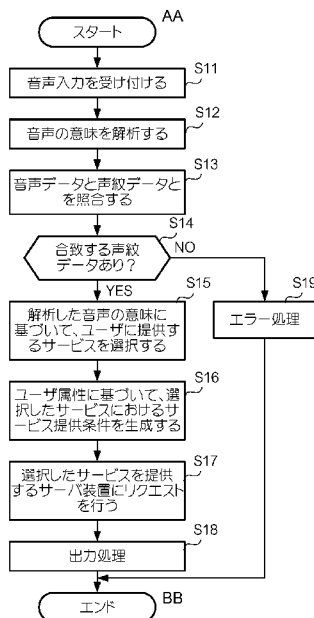 AA
スタート
S11
音声入力を受け付ける
S12
音声の意味を解析する
S13
音声データと声紋データと
を照合する
S14
合致する声紋
データあり？
NO
YES
S15
解析した音声の意味に
基づいて、ユーザに提供す
るサービスを選択する
S19
エラー処理
S16
ユーザ属性に基づいて、選
択したサービスにおけるサー
ビス提供条件を生成する
S17
選択したサービスを提供
するサーバ装置にリクエスト
を行う
S18
出力処理
BB
エンド